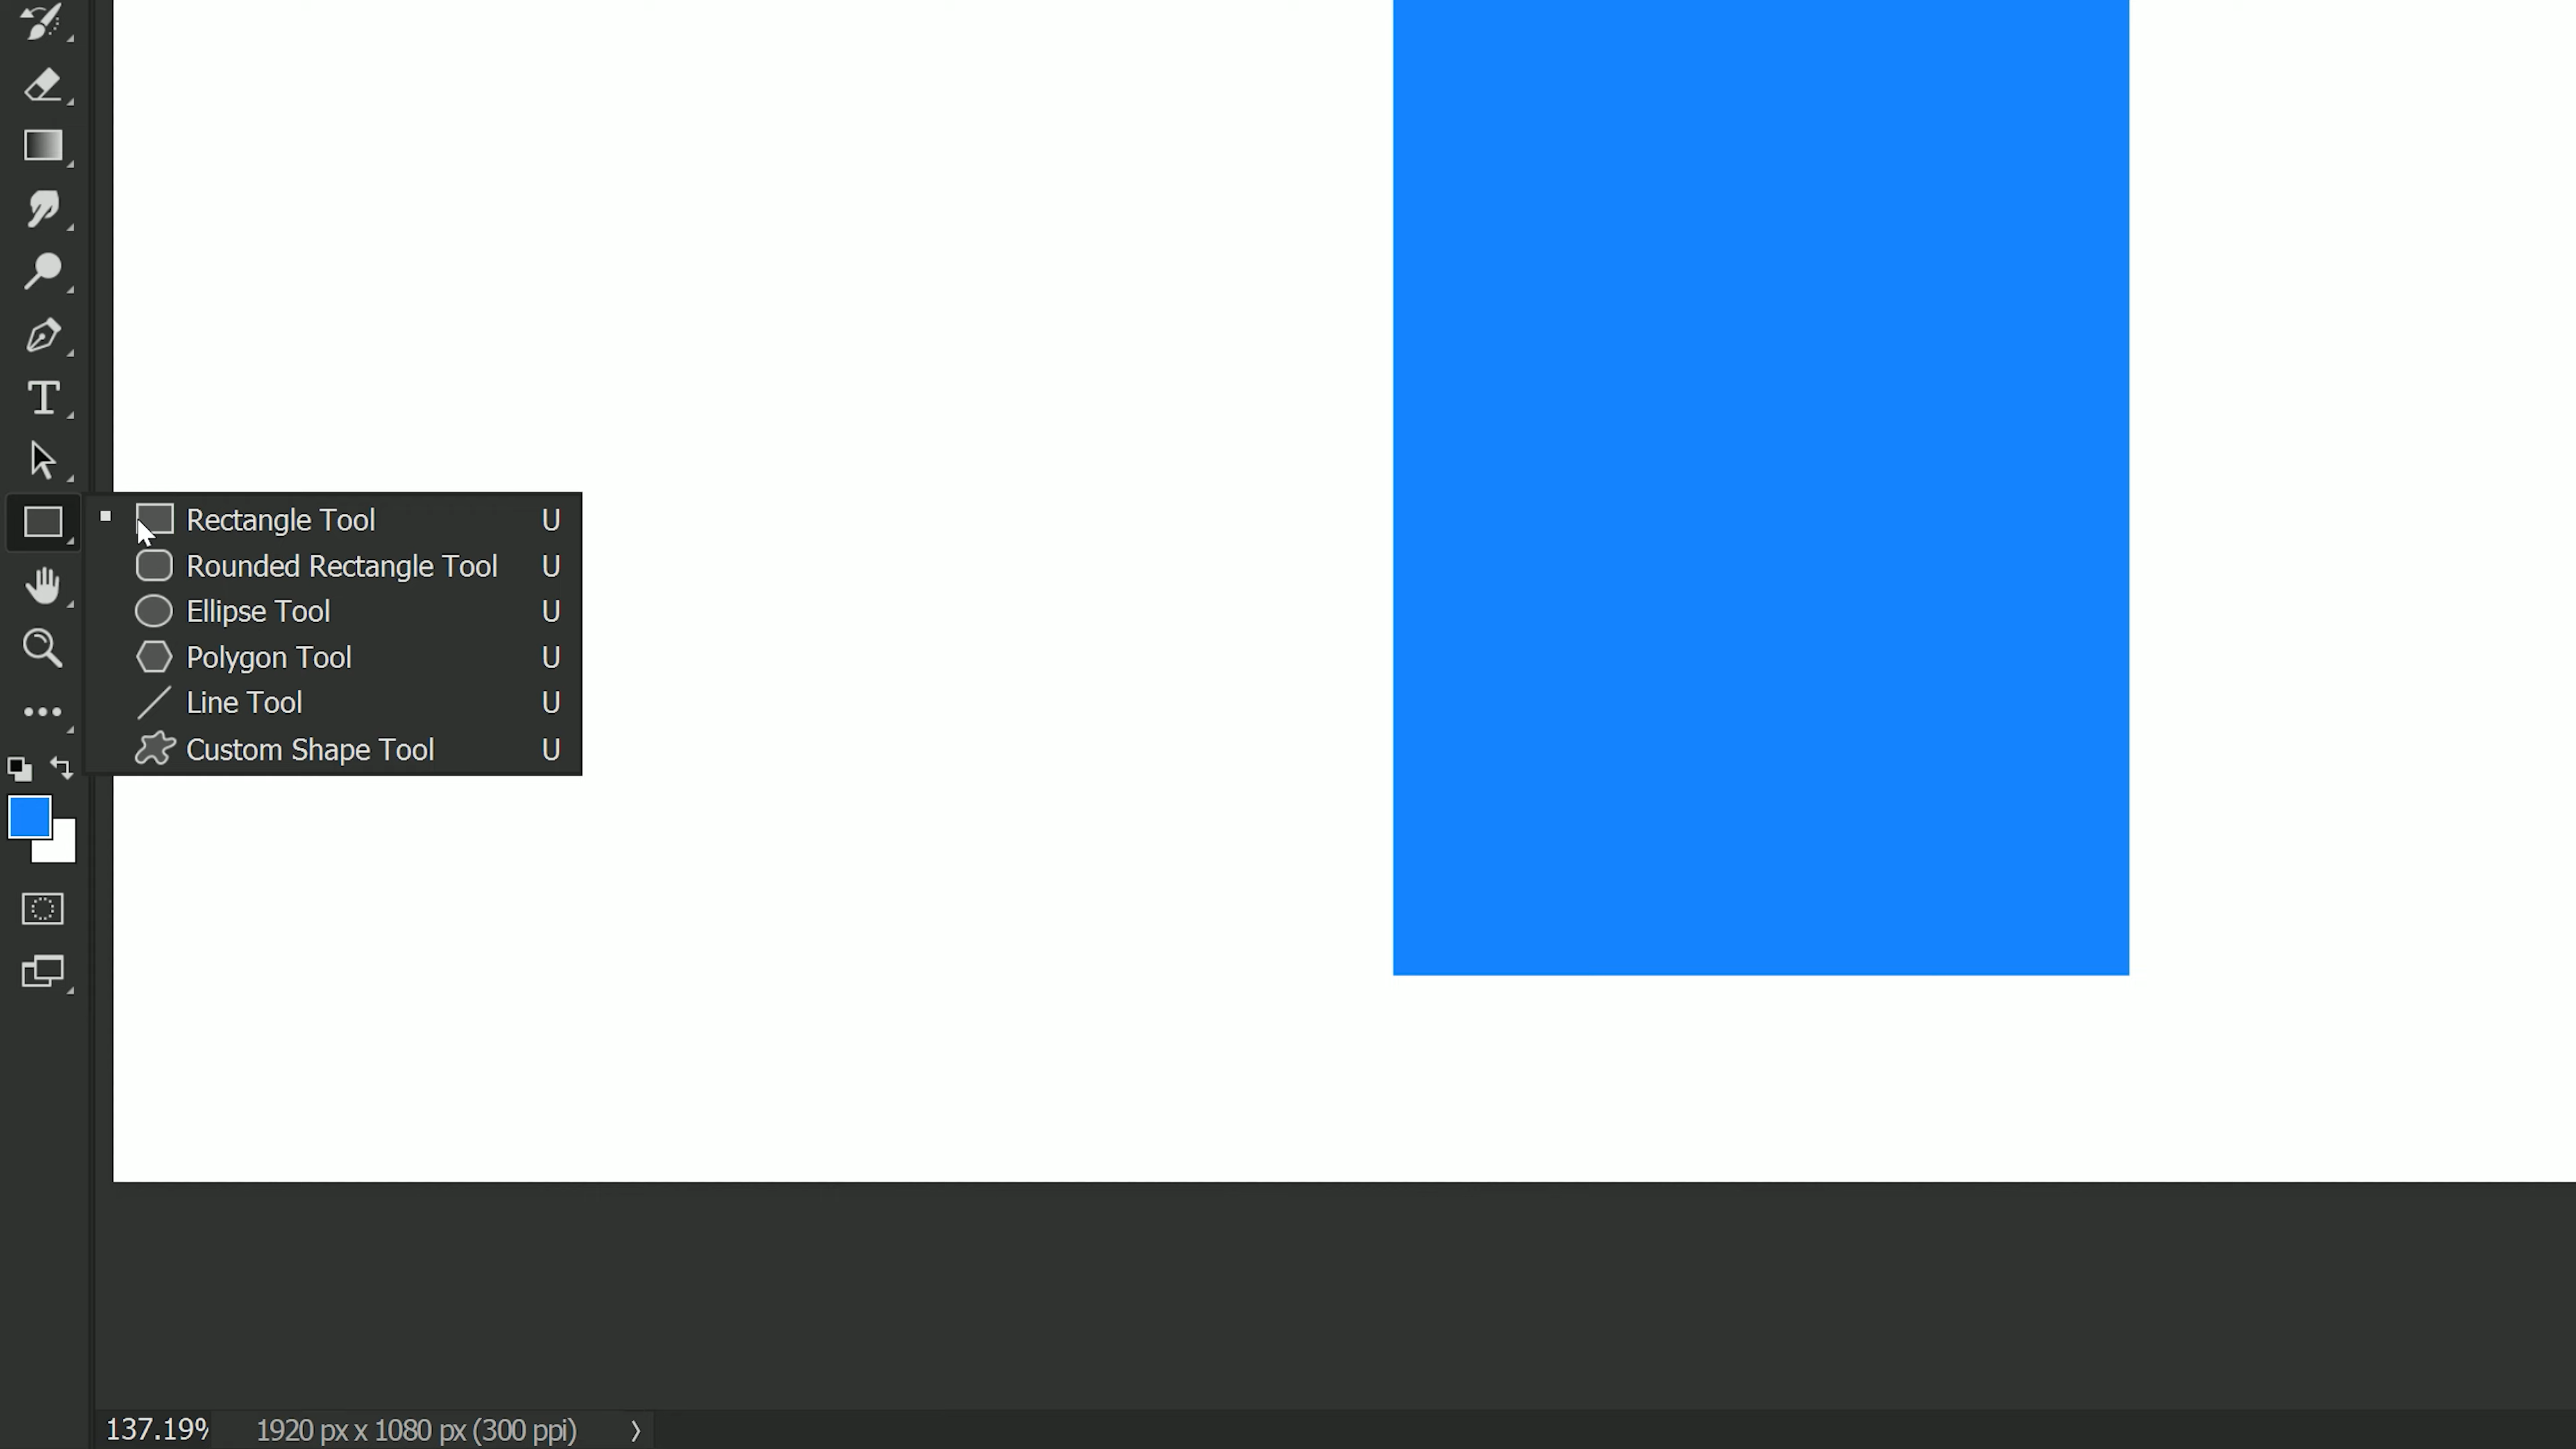 Rectangle Tool U
Rounded Rectangle Tool U
Ellipse Tool U
Polygon Tool U
Line Tool U
Custom Shape Tool U
137.19%
1920 px x 1080 px (300 ppi)